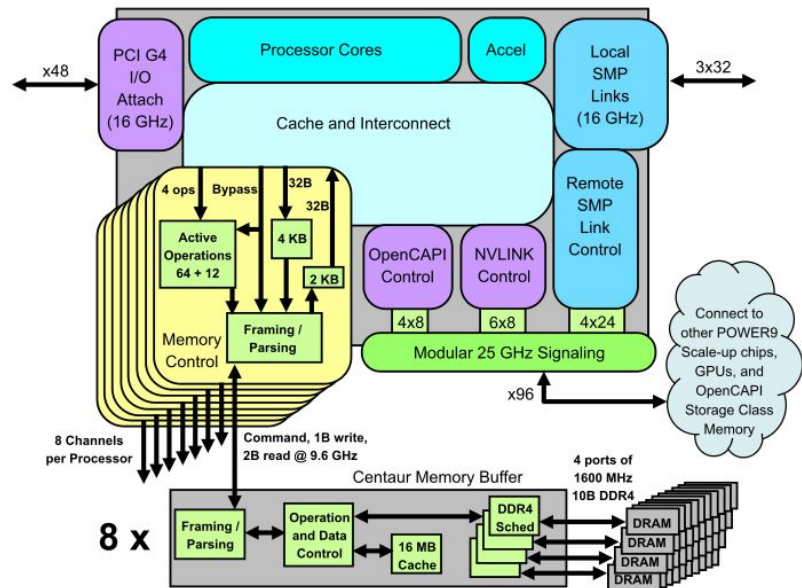 PCI G4
I/O
Attach
(16 GHz)
x48
Processor Cores
Accel
Local
SMP
Links
(16 GHz)
3x32
Cache and Interconnect
4 ops
Bypass
32B
32B
Active
Operations
64 + 12
4 KB
2 KB
Memory
Control
Framing /
Parsing
OpenCAPI
Control
NVLINK
Control
Remote
SMP
Link
Control
4x8
6x8
4x24
Modular 25 GHz Signaling
x96
Connect to
other POWER9
Scale-up chips,
GPUs, and
OpenCAPI
Storage Class
Memory
8 Channels
per Processor
Command, 1B write,
2B read @ 9.6 GHz
Centaur Memory Buffer
4 ports of
1600 MHz
10B DDR4
8 x
Framing /
Parsing
Operation
and Data
Control
16 MB
Cache
DDR4
Sched
DRAM
DRAM
DRAM
DRAM